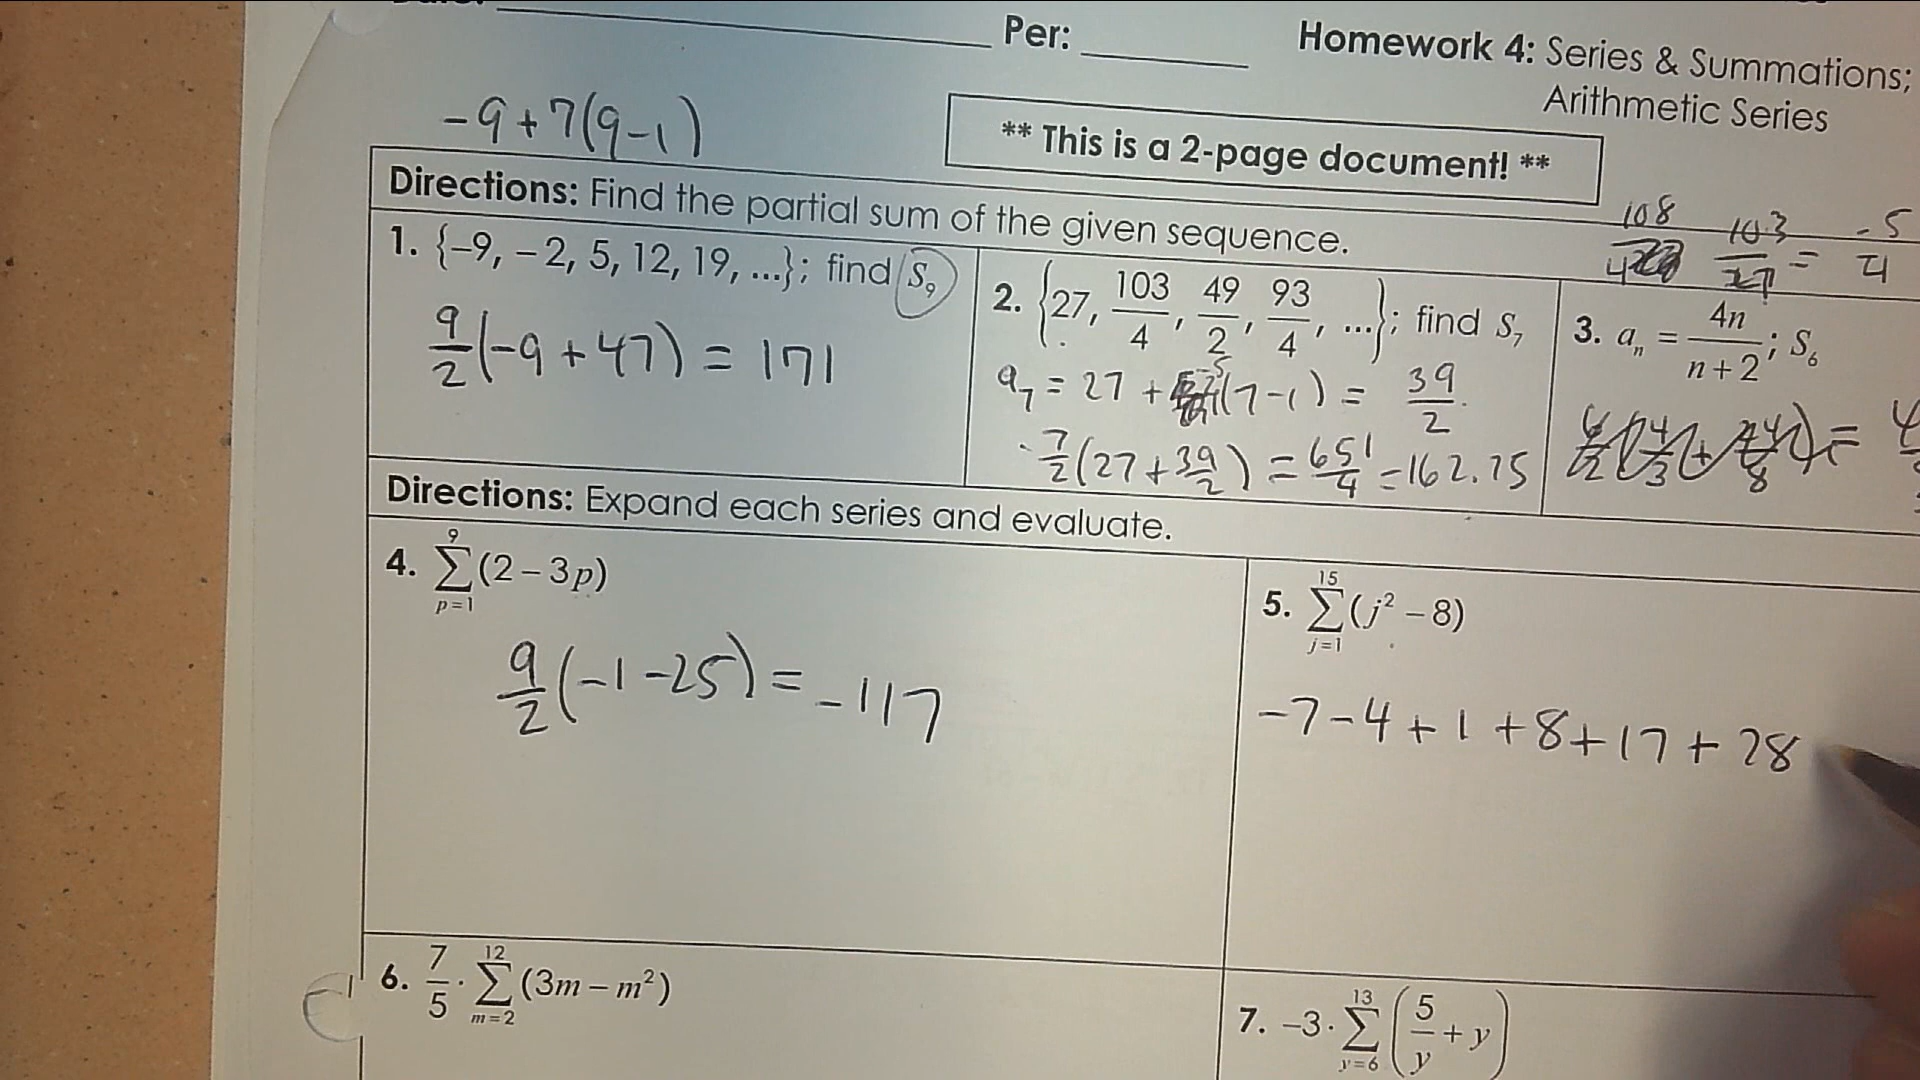 Per: ________
Homework 4: Series & Summations;
Arithmetic Series
-9+7(9-1)
** This is a 2-page document! **
Directions: Find the partial sum of the given sequence.
108 103 -5
4 = 4
1. {–9, – 2, 5, 12, 19, ...}; find S₉
9/2(-9+47) = 171
2. {27, 103/4, 49/2, 93/4, ...}; find S₇
a₇ = 27 + (7-1) = 39/2
7/2(27+39/2) = 651/4 = 162.75
3. aₙ = 4n/(n+2); S₆
Directions: Expand each series and evaluate.
4. 9 ∑ p=1 (2 – 3p)
9/2(-1-25) = -117
5. 15 ∑ j=1 (j² – 8)
-7-4+1+8+17+28
6. 7/5 · 12 ∑ m=2 (3m – m²)
7. –3 · 13 ∑ y=6 (5/y + y)